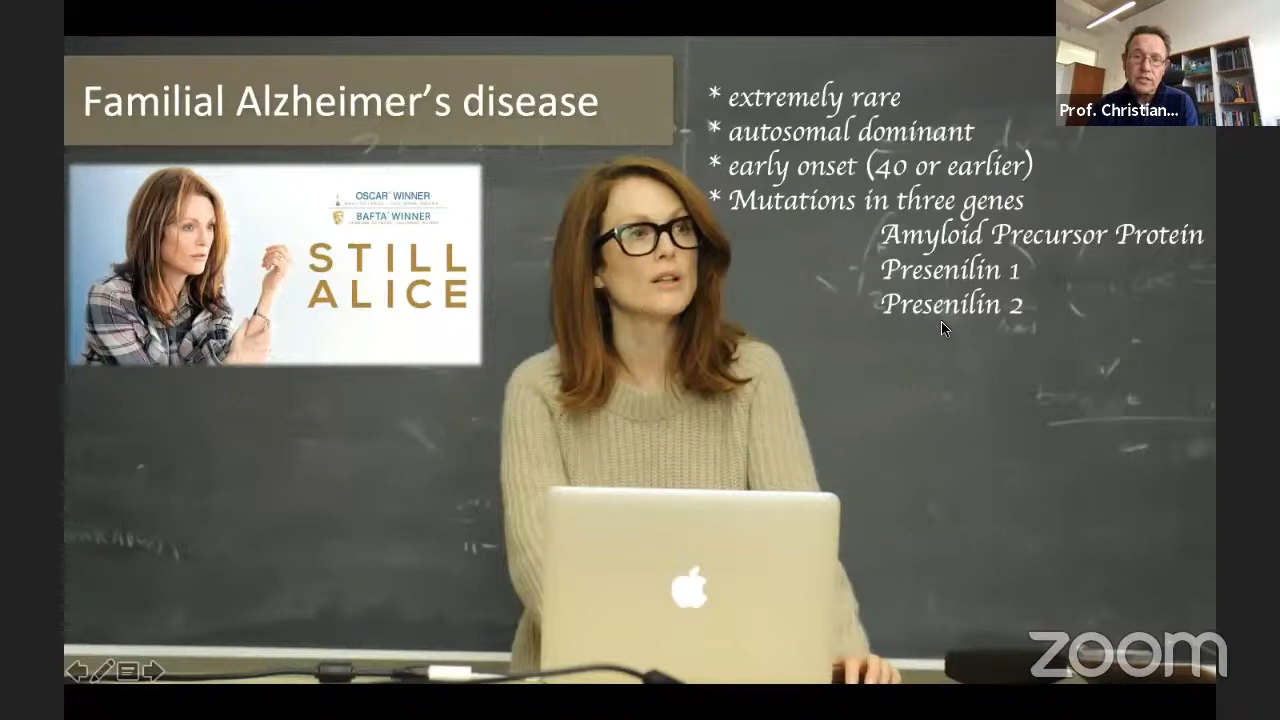 Familial Alzheimer's disease
OSCAR WINNER
BAFTA WINNER
STILL
ALICE
* extremely rare
* autosomal dominant
* early onset (40 or earlier)
* Mutations in three genes
Amyloid Precursor Protein
Presenilin 1
Presenilin 2
Prof. Christian...
zoom